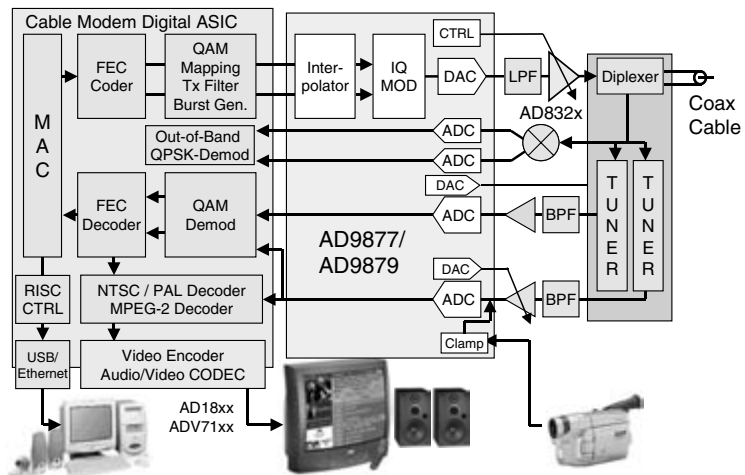 Cable Modem Digital ASIC
MAC
FEC
Coder
QAM
Mapping
Tx Filter
Burst Gen.
Inter-
polator
IQ
MOD
CTRL
DAC
LPF
AD832x
Diplexer
Coax
Cable
Out-of-Band
QPSK-Demod
ADC
ADC
DAC
FEC
Decoder
QAM
Demod
ADC
BPF
TUNER
TUNER
AD9877/
AD9879
DAC
RISC
CTRL
NTSC / PAL Decoder
MPEG-2 Decoder
ADC
BPF
Clamp
USB/
Ethernet
Video Encoder
Audio/Video CODEC
AD18xx
ADV71xx